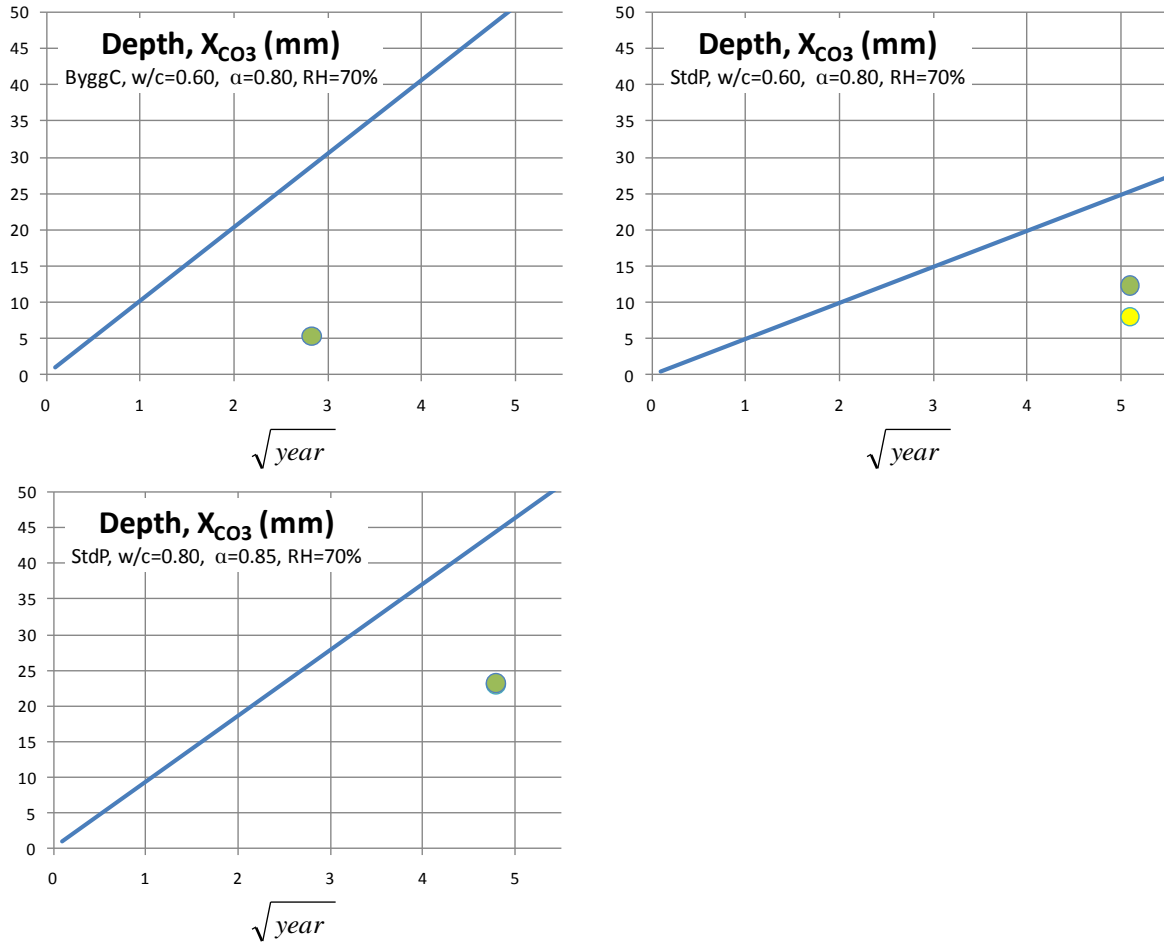 Depth, XCO3 (mm)
ByggC, w/c=0.60, α=0.80, RH=70%
50
45
40
35
30
25
20
15
10
5
0
0 1 2 3 4 5
√year
Depth, XCO3 (mm)
StdP, w/c=0.60, α=0.80, RH=70%
50
45
40
35
30
25
20
15
10
5
0
0 1 2 3 4 5
√year
Depth, XCO3 (mm)
StdP, w/c=0.80, α=0.85, RH=70%
50
45
40
35
30
25
20
15
10
5
0
0 1 2 3 4 5
√year